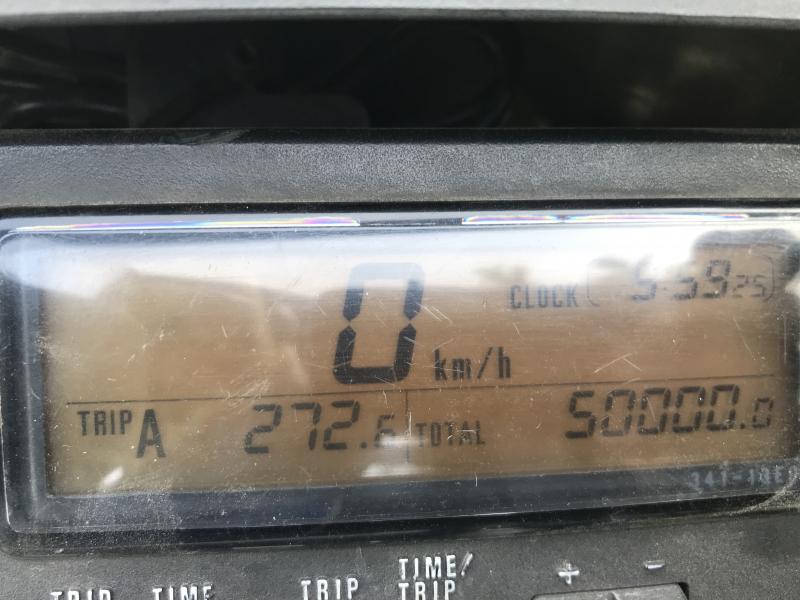 0 km/h
CLOCK 5:59 25
TRIP A 272.6
TOTAL 50000.0
TRIP TIME TRIP TIME/TRIP + -